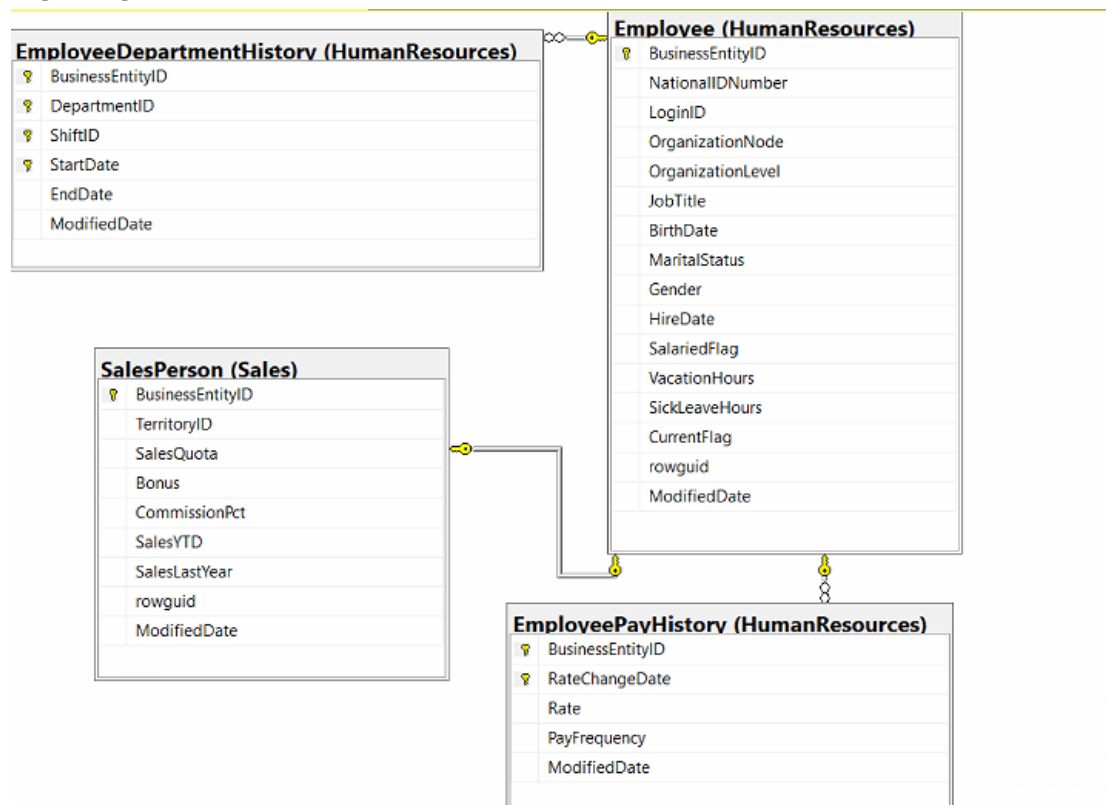 EmployeeDepartmentHistory (HumanResources)
BusinessEntityID
DepartmentID
ShiftID
StartDate
EndDate
ModifiedDate
Employee (HumanResources)
BusinessEntityID
NationalIDNumber
LoginID
OrganizationNode
OrganizationLevel
JobTitle
BirthDate
MaritalStatus
Gender
HireDate
SalariedFlag
VacationHours
SickLeaveHours
CurrentFlag
rowguid
ModifiedDate
SalesPerson (Sales)
BusinessEntityID
TerritoryID
SalesQuota
Bonus
CommissionPct
SalesYTD
SalesLastYear
rowguid
ModifiedDate
EmployeePayHistory (HumanResources)
BusinessEntityID
RateChangeDate
Rate
PayFrequency
ModifiedDate